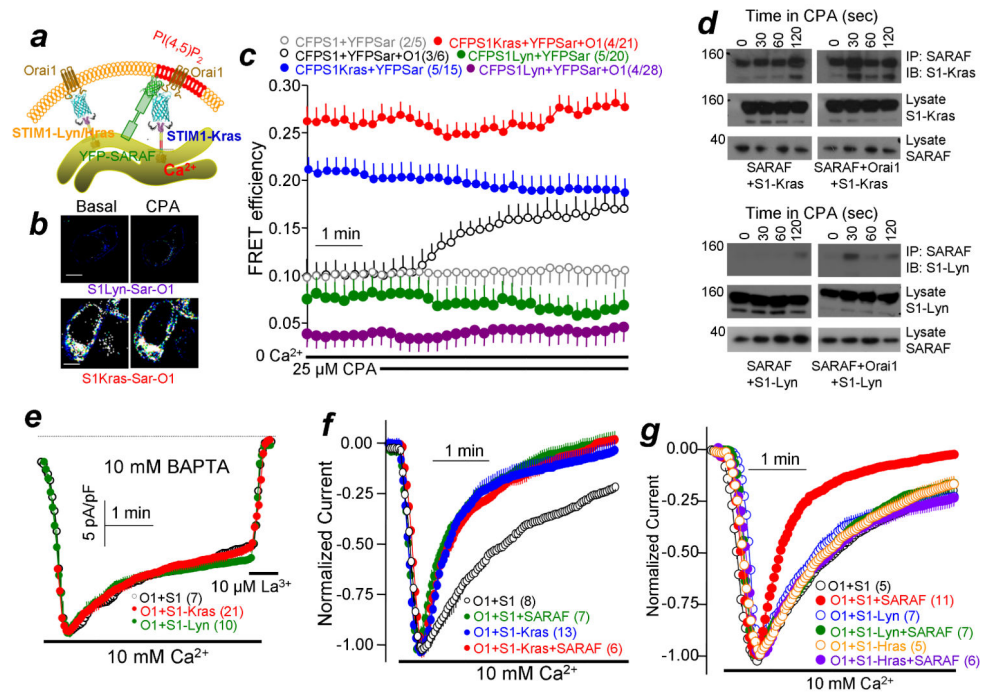 a
PI(4,5)P2
Orai1
Orai1
STIM1-Lyn/Kras
STIM1-Kras
YFP-SARAF
Ca²⁺
b
Basal
CPA
S1Lyn-Sar-O1
S1Kras-Sar-O1
c
CFPS1+YFPSar (2/5)
CFPS1Kras+YFPSar+O1(4/21)
CFPS1+YFPSar+O1(3/6)
CFPS1Lyn+YFPSar(5/20)
CFPS1Kras+YFPSar (5/15)
CFPS1Lyn+YFPSar+O1(4/28)
FRET efficiency
0.30
0.25
0.20
0.15
0.10
0.05
0 Ca²⁺
1 min
25 µM CPA
d
Time in CPA (sec)
Time in CPA (sec)
0 30 60 120
0 30 60 120
160
IP: SARAF
IB: S1-Kras
160
Lysate
S1-Kras
40
Lysate
SARAF
SARAF
+S1-Kras
SARAF+Orai1
+S1-Kras
Time in CPA (sec)
Time in CPA (sec)
0 30 60 120
0 30 60 120
160
IP: SARAF
IB: S1-Lyn
160
Lysate
S1-Lyn
40
Lysate
SARAF
SARAF
+S1-Lyn
SARAF+Orai1
+S1-Lyn
e
10 mM BAPTA
5 pA/pF
1 min
10 µM La³⁺
O1+S1 (7)
O1+S1-Kras (21)
O1+S1-Lyn (10)
10 mM Ca²⁺
f
Normalized Current
0.00
-0.25
-0.50
-0.75
-1.00
1 min
O1+S1 (8)
O1+S1+SARAF (7)
O1+S1-Kras (13)
O1+S1-Kras+SARAF (6)
10 mM Ca²⁺
g
Normalized Current
0.00
-0.25
-0.50
-0.75
-1.00
1 min
O1+S1 (5)
O1+S1+SARAF (11)
O1+S1-Lyn (7)
O1+S1-Lyn+SARAF (7)
O1+S1-Hras (5)
O1+S1-Hras+SARAF (6)
10 mM Ca²⁺